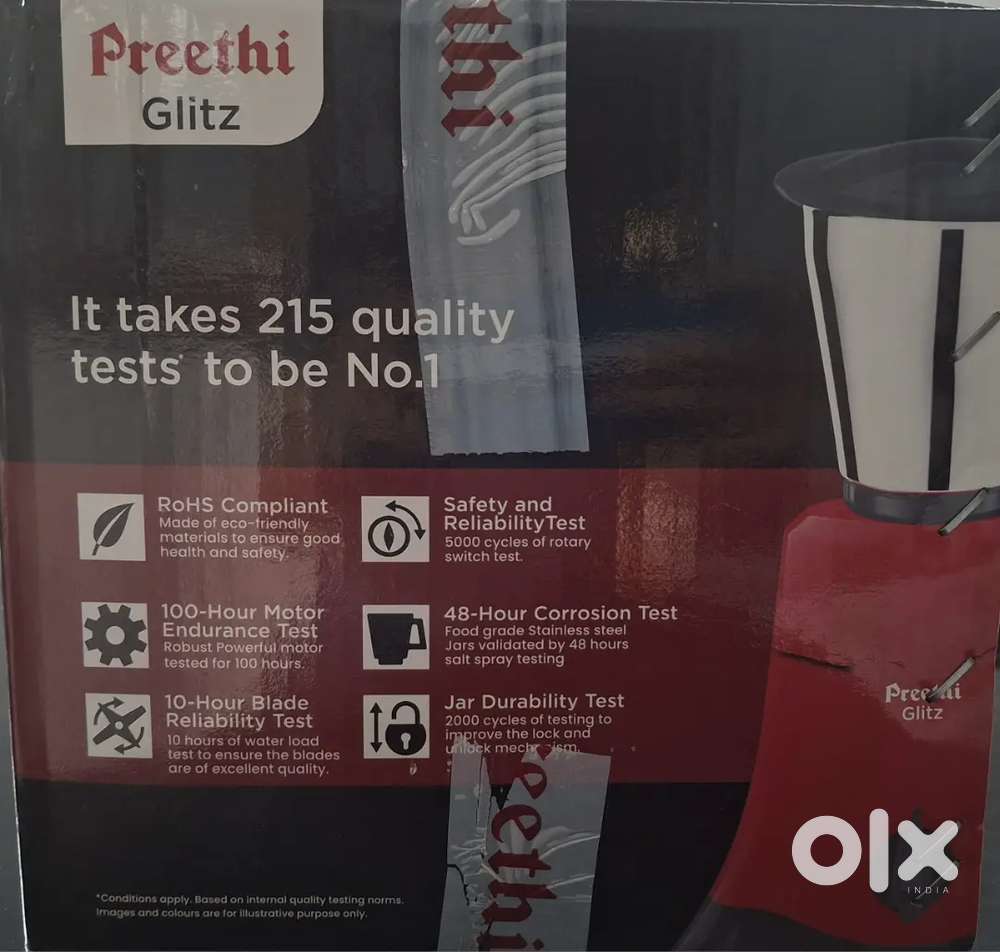 Preethi
Glitz
thi
It takes 215 quality
tests* to be No.1
RoHS Compliant
Made of eco-friendly
materials to ensure good
health and safety.
Safety and
ReliabilityTest
5000 cycles of rotary
switch test.
100-Hour Motor
Endurance Test
Robust Powerful motor
tested for 100 hours.
48-Hour Corrosion Test
Food grade Stainless steel
Jars validated by 48 hours
salt spray testing
10-Hour Blade
Reliability Test
10 hours of water load
test to ensure the blades
are of excellent quality.
Jar Durability Test
2000 cycles of testing to
improve the lock and
unlock mechanism.
Preethi
Glitz
eethi
*Conditions apply. Based on internal quality testing norms.
Images and colours are for illustrative purpose only.
olx
INDIA